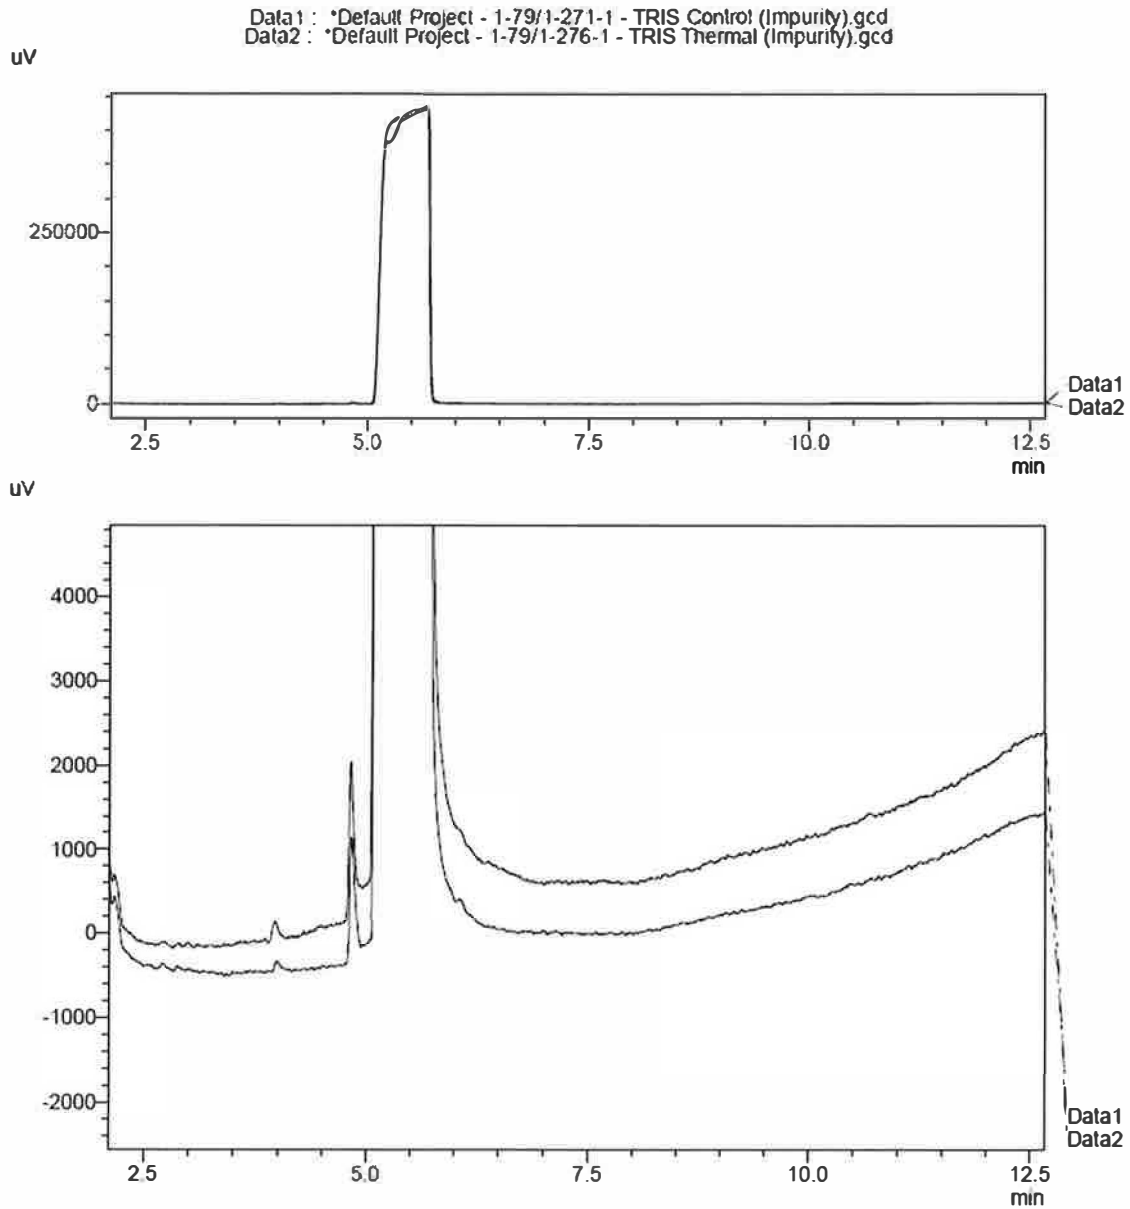 Data1 : *Default Project - 1-79/1-271-1 - TRIS Control (Impurity).gcd
Data2 : *Default Project - 1-79/1-276-1 - TRIS Thermal (Impurity).gcd
uV
250000
0
Data1
Data2
2.5 5.0 7.5 10.0 12.5
min
uV
4000
3000
2000
1000
0
-1000
-2000
Data1
Data2
2.5 5.0 7.5 10.0 12.5
min